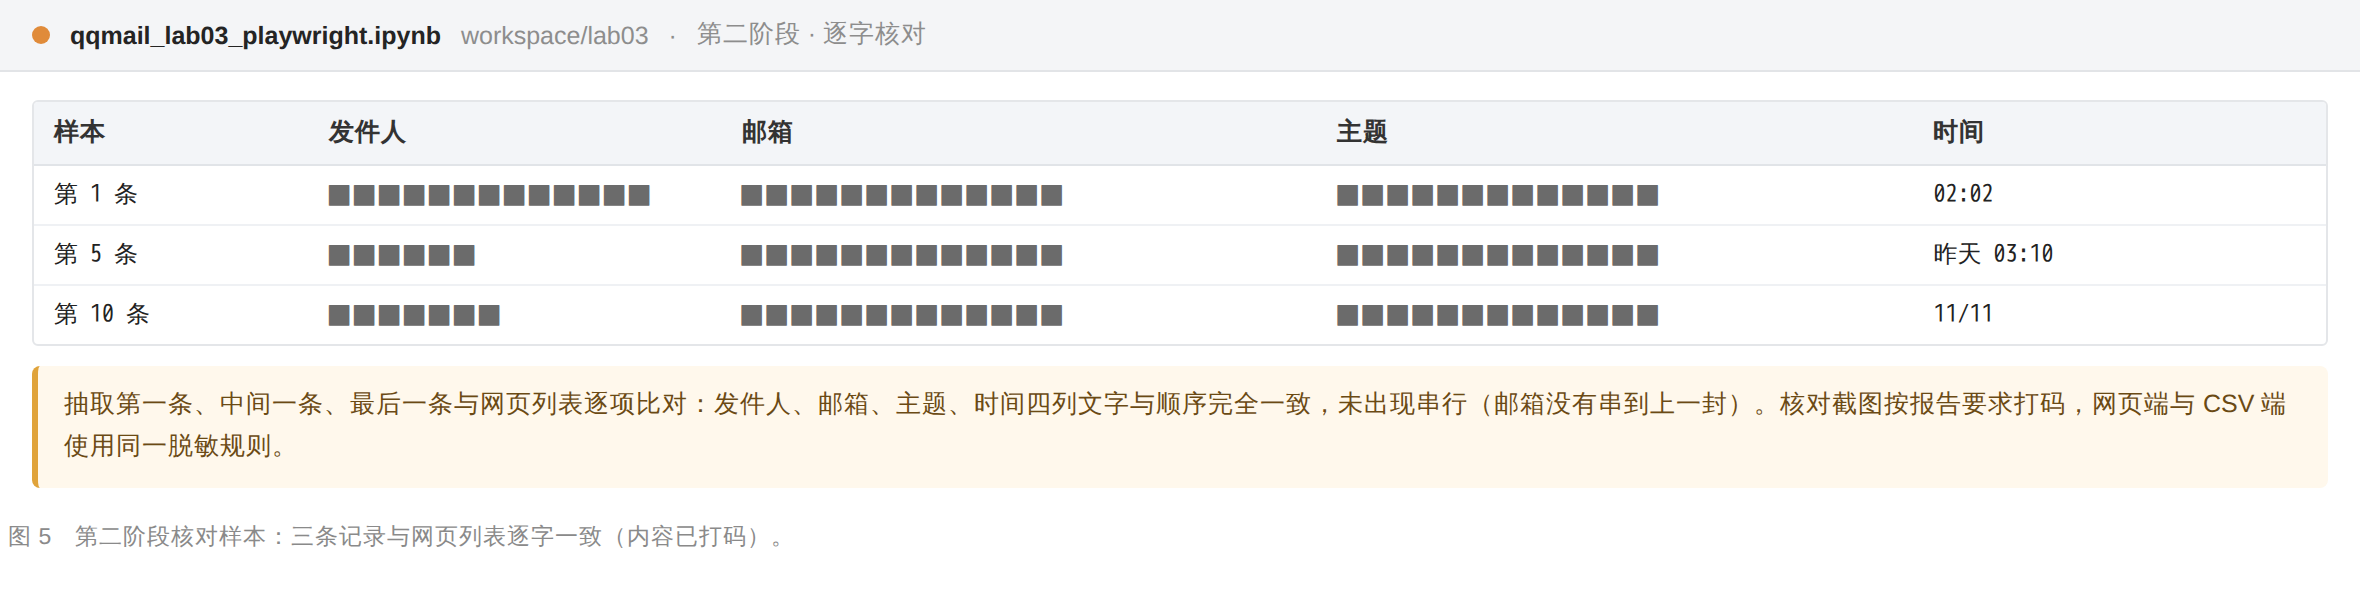 qqmail_lab03_playwright.ipynb workspace/lab03 · 第二阶段 · 逐字核对
样本 发件人 邮箱 主题 时间
第 1 条 ■■■■■■■■■■■■■ ■■■■■■■■■■■■■ ■■■■■■■■■■■■■ 02:02
第 5 条 ■■■■■■ ■■■■■■■■■■■■■ ■■■■■■■■■■■■■ 昨天 03:10
第 10 条 ■■■■■■■ ■■■■■■■■■■■■■ ■■■■■■■■■■■■■ 11/11
抽取第一条、中间一条、最后一条与网页列表逐项比对：发件人、邮箱、主题、时间四列文字与顺序完全一致，未出现串行（邮箱没有串到上一封）。核对截图按报告要求打码，网页端与 CSV 端
使用同一脱敏规则。
图 5 第二阶段核对样本：三条记录与网页列表逐字一致（内容已打码）。